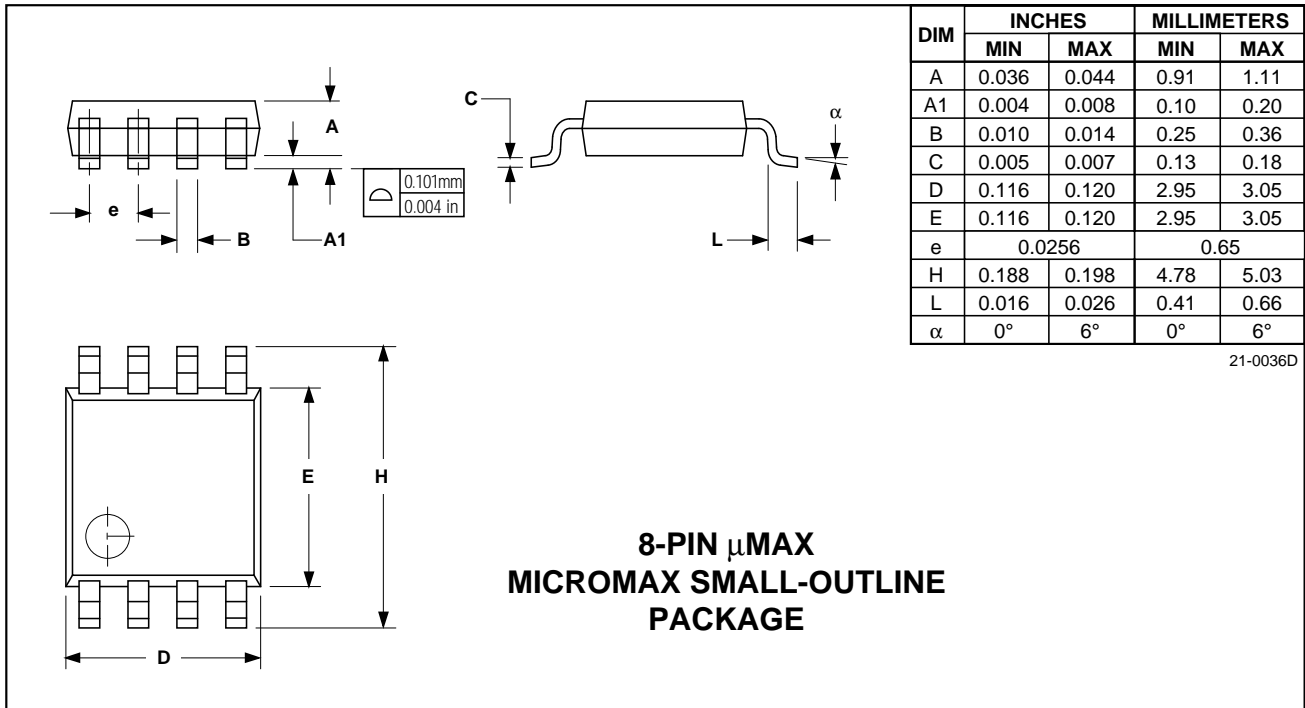 DIM INCHES MILLIMETERS
MIN MAX MIN MAX
A 0.036 0.044 0.91 1.11
A1 0.004 0.008 0.10 0.20
B 0.010 0.014 0.25 0.36
C 0.005 0.007 0.13 0.18
D 0.116 0.120 2.95 3.05
E 0.116 0.120 2.95 3.05
e 0.0256 0.65
H 0.188 0.198 4.78 5.03
L 0.016 0.026 0.41 0.66
α 0° 6° 0° 6°
21-0036D
A
C
α
0.101mm
0.004 in
e
B
A1
L
E
H
D
8-PIN μMAX
MICROMAX SMALL-OUTLINE
PACKAGE